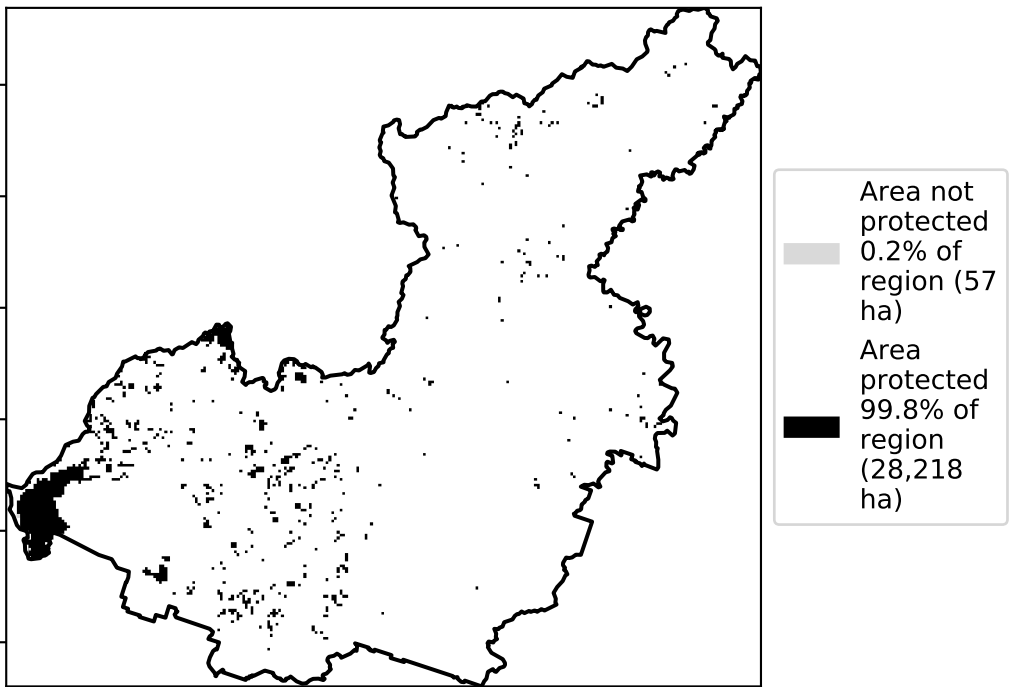 Area not
protected
0.2% of
region (57
ha)
Area
protected
99.8% of
region
(28,218
ha)